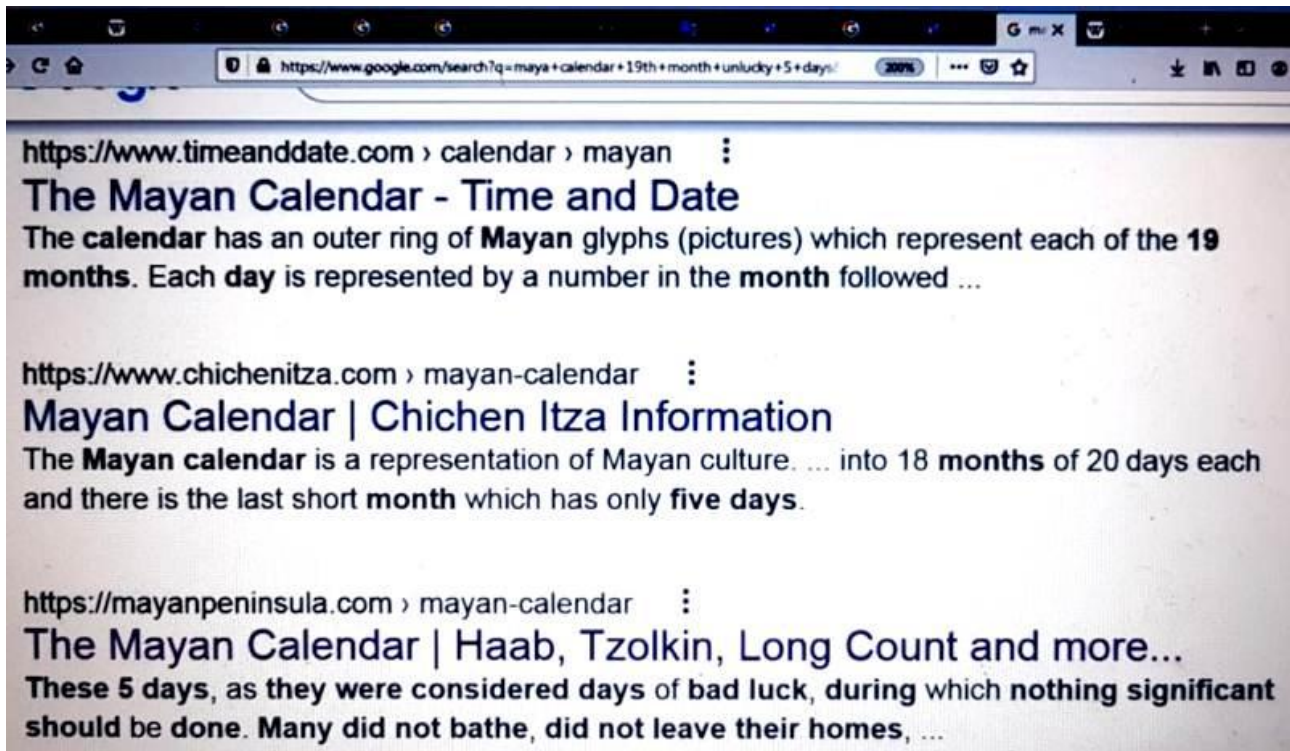 G m
https://www.google.com/search?q=maya+calendar+19th+month+unlucky+5+days
200%
https://www.timeanddate.com › calendar › mayan
The Mayan Calendar - Time and Date
The calendar has an outer ring of Mayan glyphs (pictures) which represent each of the 19
months. Each day is represented by a number in the month followed ...
https://www.chichenitza.com › mayan-calendar
Mayan Calendar | Chichen Itza Information
The Mayan calendar is a representation of Mayan culture. ... into 18 months of 20 days each
and there is the last short month which has only five days.
https://mayanpeninsula.com › mayan-calendar
The Mayan Calendar | Haab, Tzolkin, Long Count and more...
These 5 days, as they were considered days of bad luck, during which nothing significant
should be done. Many did not bathe, did not leave their homes, ...